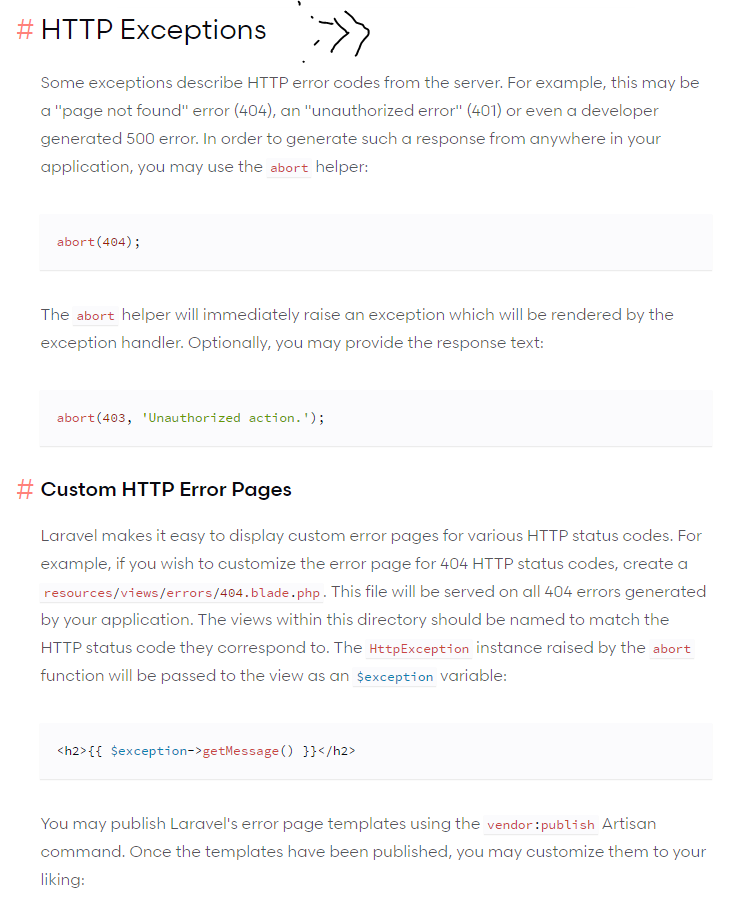 # HTTP Exceptions
Some exceptions describe HTTP error codes from the server. For example, this may be
a "page not found" error (404), an "unauthorized error" (401) or even a developer
generated 500 error. In order to generate such a response from anywhere in your
application, you may use the abort helper:
abort(404);
The abort helper will immediately raise an exception which will be rendered by the
exception handler. Optionally, you may provide the response text:
abort(403, 'Unauthorized action.');
# Custom HTTP Error Pages
Laravel makes it easy to display custom error pages for various HTTP status codes. For
example, if you wish to customize the error page for 404 HTTP status codes, create a
resources/views/errors/404.blade.php. This file will be served on all 404 errors generated
by your application. The views within this directory should be named to match the
HTTP status code they correspond to. The HttpException instance raised by the abort
function will be passed to the view as an $exception variable:
<h2>{{ $exception->getMessage() }}</h2>
You may publish Laravel's error page templates using the vendor:publish Artisan
command. Once the templates have been published, you may customize them to your
liking: